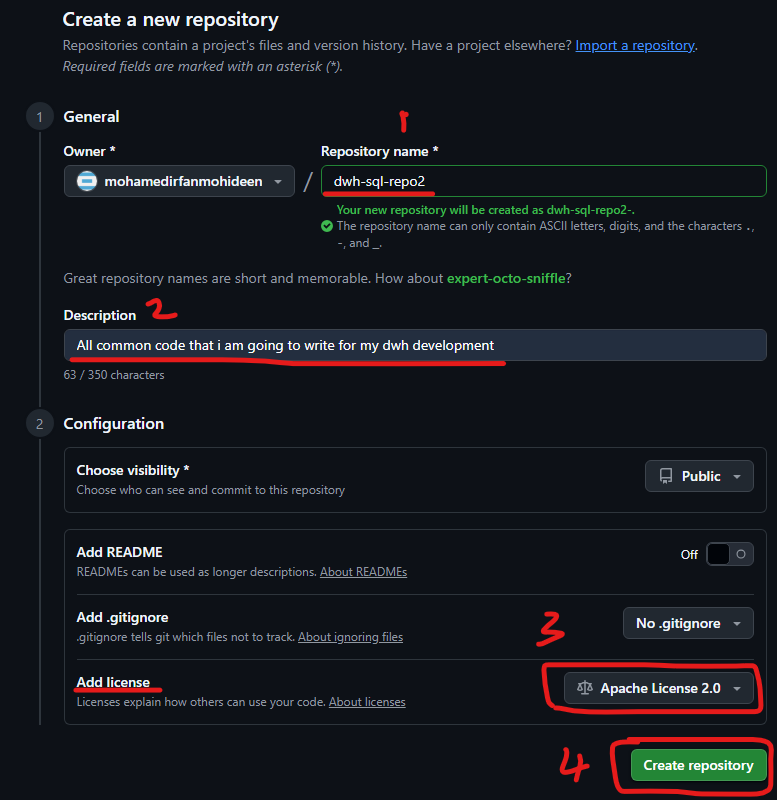 Create a new repository
Repositories contain a project's files and version history. Have a project elsewhere? Import a repository.
Required fields are marked with an asterisk (*).
1 General
1
Owner * Repository name *
mohamedirfanmohideen / dwh-sql-repo2
Your new repository will be created as dwh-sql-repo2-.
The repository name can only contain ASCII letters, digits, and the characters .,
-, and _.
Great repository names are short and memorable. How about expert-octo-sniffle?
Description 2
All common code that i am going to write for my dwh development
63 / 350 characters
2 Configuration
Choose visibility * Public
Choose who can see and commit to this repository
Add README Off
READMEs can be used as longer descriptions. About READMEs
Add .gitignore No .gitignore
.gitignore tells git which files not to track. About ignoring files
3
Add license Apache License 2.0
Licenses explain how others can use your code. About licenses
4 Create repository